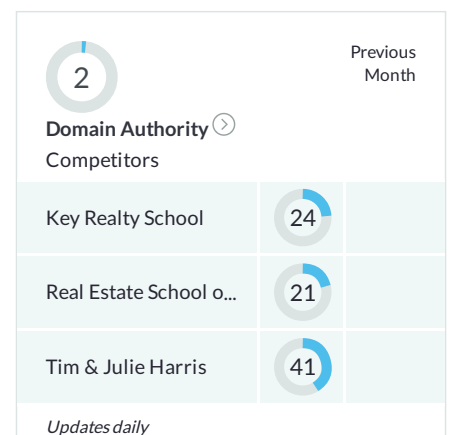 2
Previous
Month
Domain Authority
Competitors
Key Realty School
24
Real Estate School o...
21
Tim & Julie Harris
41
Updates daily